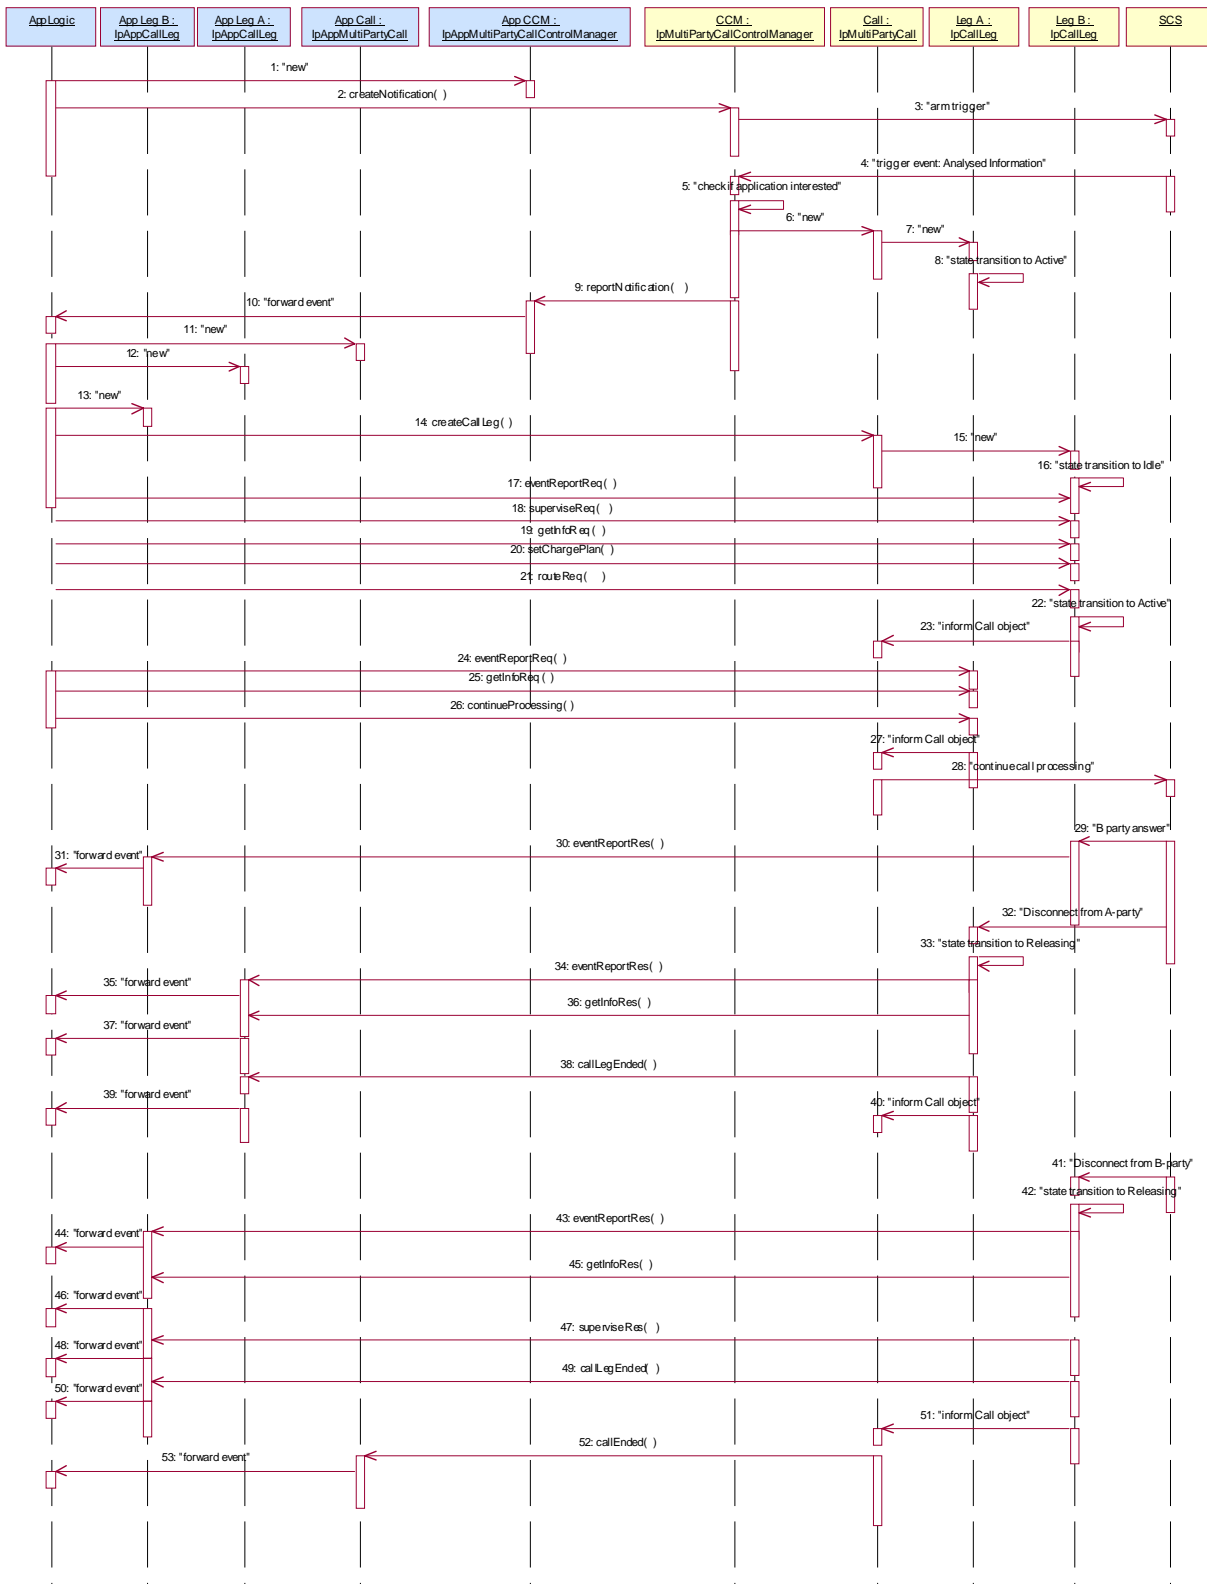 AppLogic
App Leg B :
IpAppCallLeg
App Leg A :
IpAppCallLeg
App Call :
IpAppMultiPartyCall
App CCM :
IpAppMultiPartyCallControlManager
CCM :
IpMultiPartyCallControlManager
Call :
IpMultiPartyCall
Leg A :
IpCallLeg
Leg B :
IpCallLeg
SCS
1: "new"
2: createNotification( )
3: "arm trigger"
4: "trigger event: Analysed Information"
5: "check if application interested"
6: "new"
7: "new"
8: "state transition to Active"
9: reportNotification( )
10: "forward event"
11: "new"
12: "new"
13: "new"
14: createCallLeg( )
15: "new"
16: "state transition to Idle"
17: eventReportReq( )
18: superviseReq( )
19: getInfoReq( )
20: setChargePlan( )
21: routeReq( )
22: "state transition to Active"
23: "inform Call object"
24: eventReportReq( )
25: getInfoReq( )
26: continueProcessing( )
27: "inform Call object"
28: "continue call processing"
29: "B party answer"
30: eventReportRes( )
31: "forward event"
32: "Disconnect from A-party"
33: "state transition to Releasing"
34: eventReportRes( )
35: "forward event"
36: getInfoRes( )
37: "forward event"
38: callLegEnded( )
39: "forward event"
40: "inform Call object"
41: "Disconnect from B-party"
42: "state transition to Releasing"
43: eventReportRes( )
44: "forward event"
45: getInfoRes( )
46: "forward event"
47: superviseRes( )
48: "forward event"
49: callLegEnded( )
50: "forward event"
51: "inform Call object"
52: callEnded( )
53: "forward event"